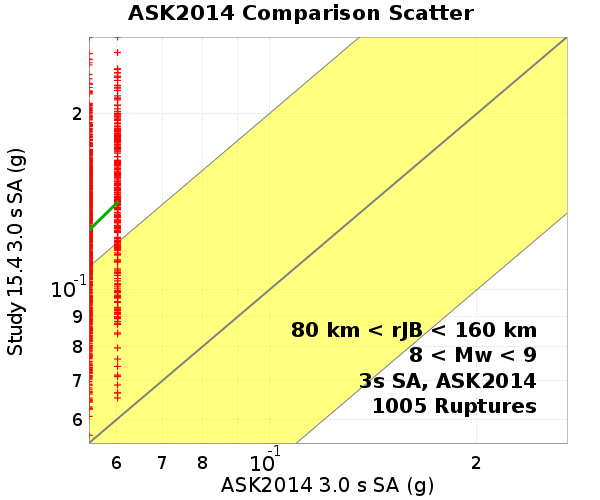 ASK2014 Comparison Scatter
Study 15.4 3.0 s SA (g)
2
10-1
9
8
7
6
80 km < rJB < 160 km
8 < Mw < 9
3s SA, ASK2014
1005 Ruptures
6 7 8 10-1 2
ASK2014 3.0 s SA (g)